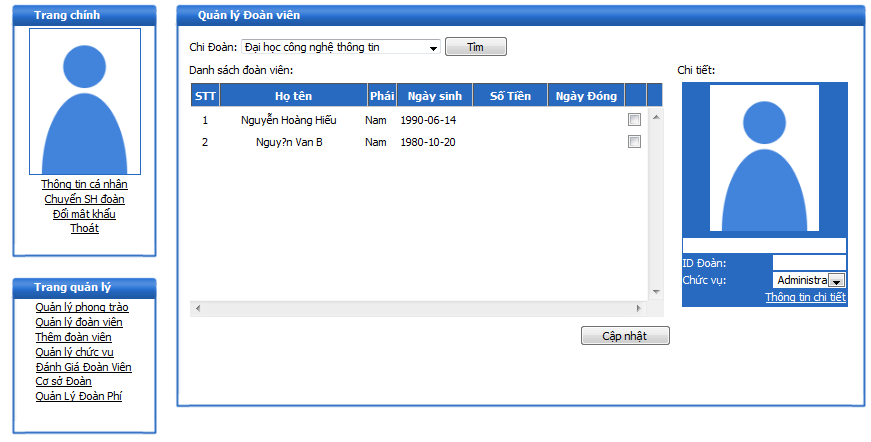 Trang chính
Thông tin cá nhân
Chuyển SH đoàn
Đổi mât khẩu
Thoát
Trang quản lý
Quản lý phong trào
Quản lý đoàn viên
Thêm đoàn viên
Quản lý chức vu
Đánh Giá Đoàn Viên
Cơ sở Đoàn
Quản Lý Đoàn Phí
Quản lý Đoàn viên
Chi Đoàn: Đại học công nghệ thông tin Tìm
Danh sách đoàn viên:
STT Họ tên Phái Ngày sinh Số Tiền Ngày Đóng
1 Nguyễn Hoàng Hiếu Nam 1990-06-14
2 Nguy?n Van B Nam 1980-10-20
Cập nhật
Chi tiết:
ID Đoàn:
Chức vụ: Administra
Thông tin chi tiết